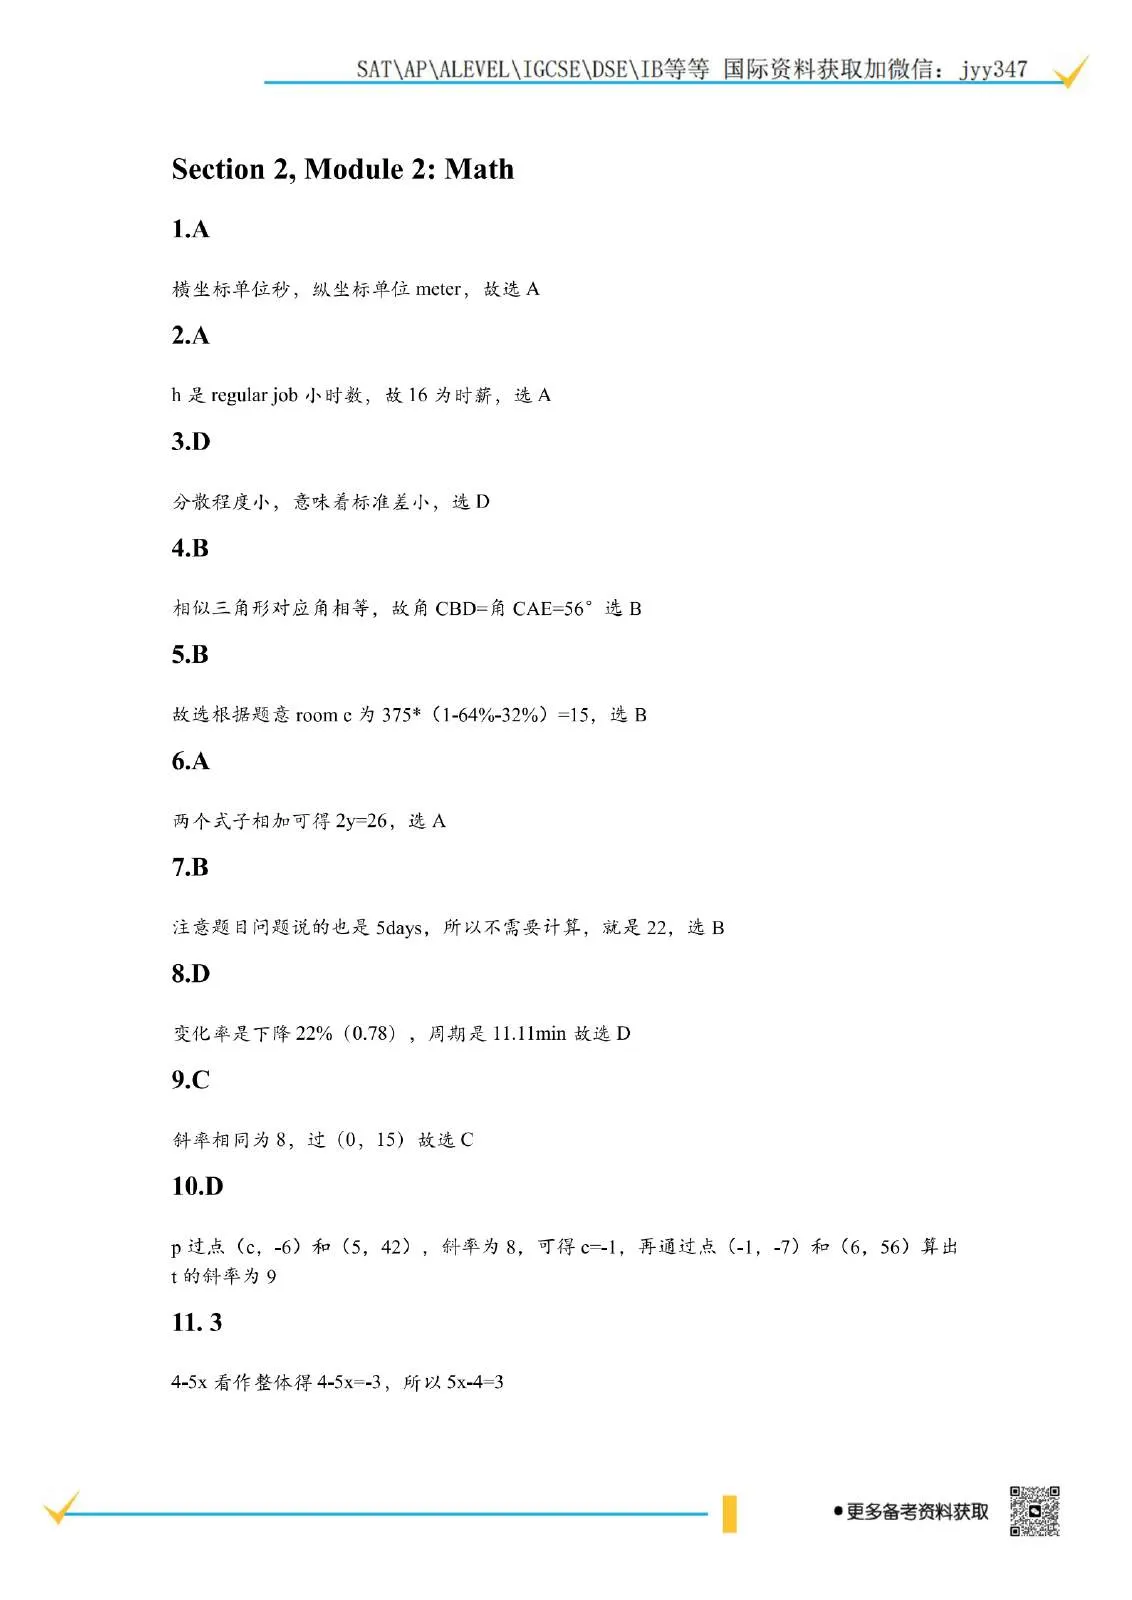 SAT\AP\ALEVEL\IGCSE\DSE\IB等等 国际资料获取加微信：jyy347
Section 2, Module 2: Math
1.A
横坐标单位秒，纵坐标单位 meter，故选 A
2.A
h 是 regular job 小时数，故 16 为时薪，选 A
3.D
分散程度小，意味着标准差小，选 D
4.B
相似三角形对应角相等，故角 CBD=角 CAE=56° 选 B
5.B
故选根据题意 room c 为 375*（1-64%-32%）=15，选 B
6.A
两个式子相加可得 2y=26，选 A
7.B
注意题目问题说的也是 5days，所以不需要计算，就是 22，选 B
8.D
变化率是下降 22%（0.78），周期是 11.11min 故选 D
9.C
斜率相同为 8，过（0，15）故选 C
10.D
p 过点（c，-6）和（5，42），斜率为 8，可得 c=-1，再通过点（-1，-7）和（6，56）算出
t 的斜率为 9
11. 3
4-5x 看作整体得 4-5x=-3，所以 5x-4=3
●更多备考资料获取